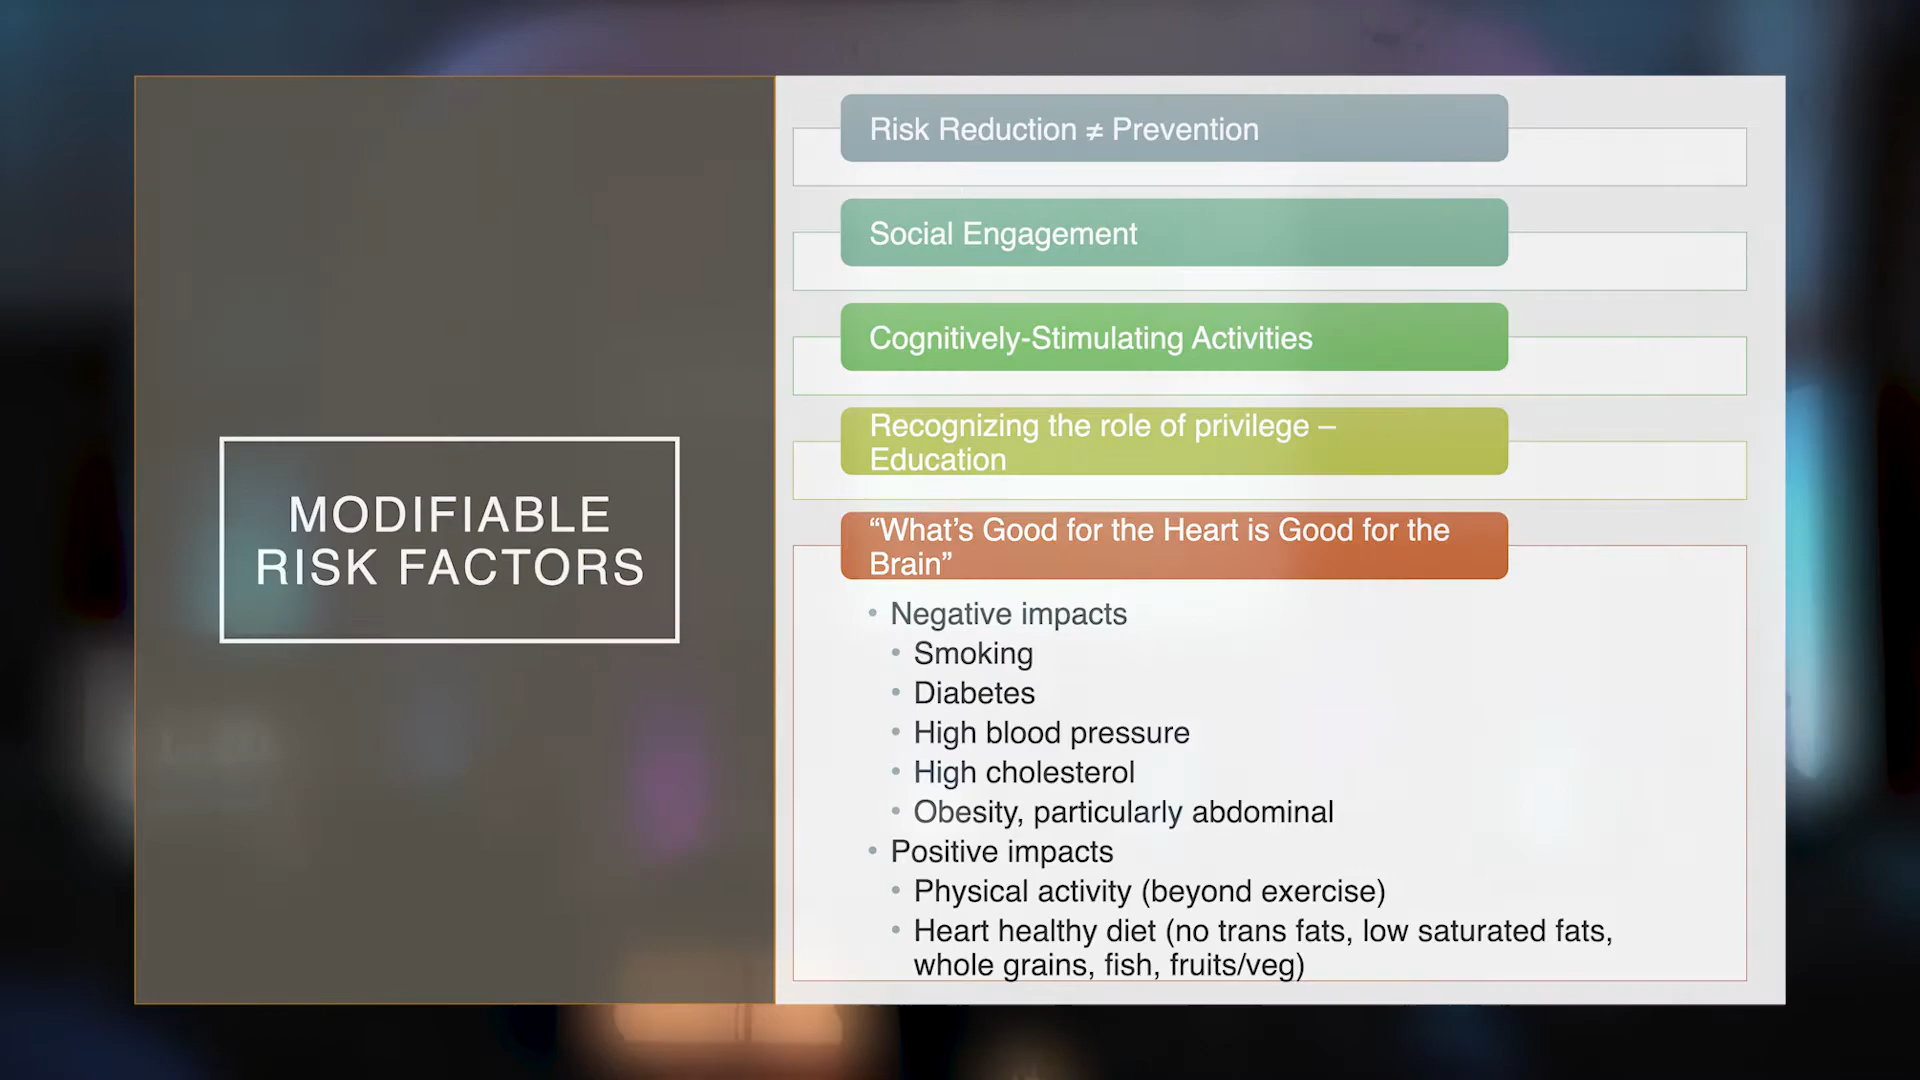 MODIFIABLE
RISK FACTORS
Risk Reduction ≠ Prevention
Social Engagement
Cognitively-Stimulating Activities
Recognizing the role of privilege –
Education
“What’s Good for the Heart is Good for the
Brain”
• Negative impacts
• Smoking
• Diabetes
• High blood pressure
• High cholesterol
• Obesity, particularly abdominal
• Positive impacts
• Physical activity (beyond exercise)
• Heart healthy diet (no trans fats, low saturated fats,
whole grains, fish, fruits/veg)